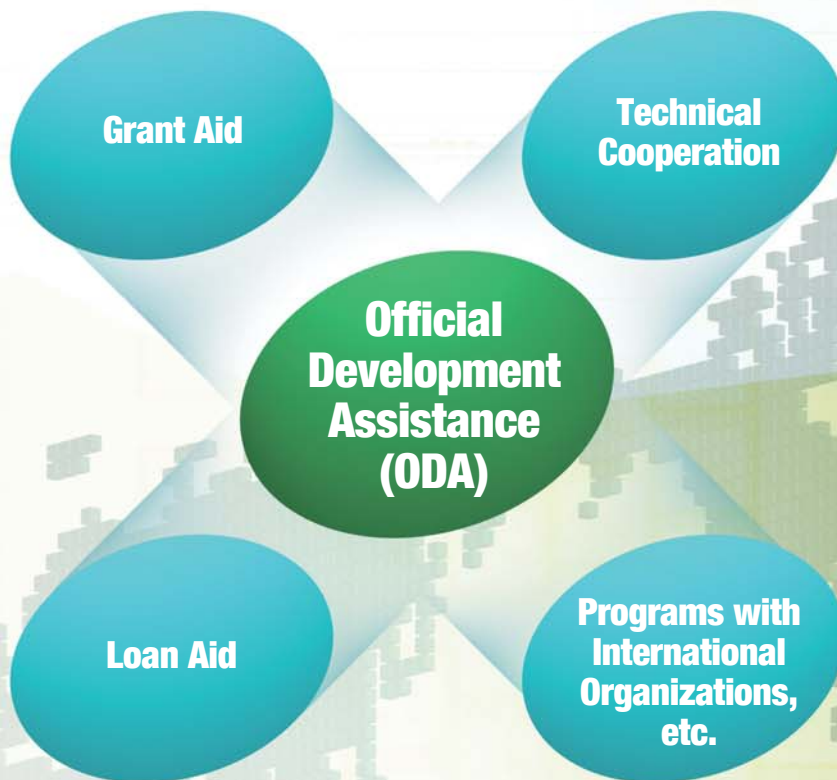 Grant Aid
Technical
Cooperation
Official
Development
Assistance
(ODA)
Loan Aid
Programs with
International
Organizations,
etc.